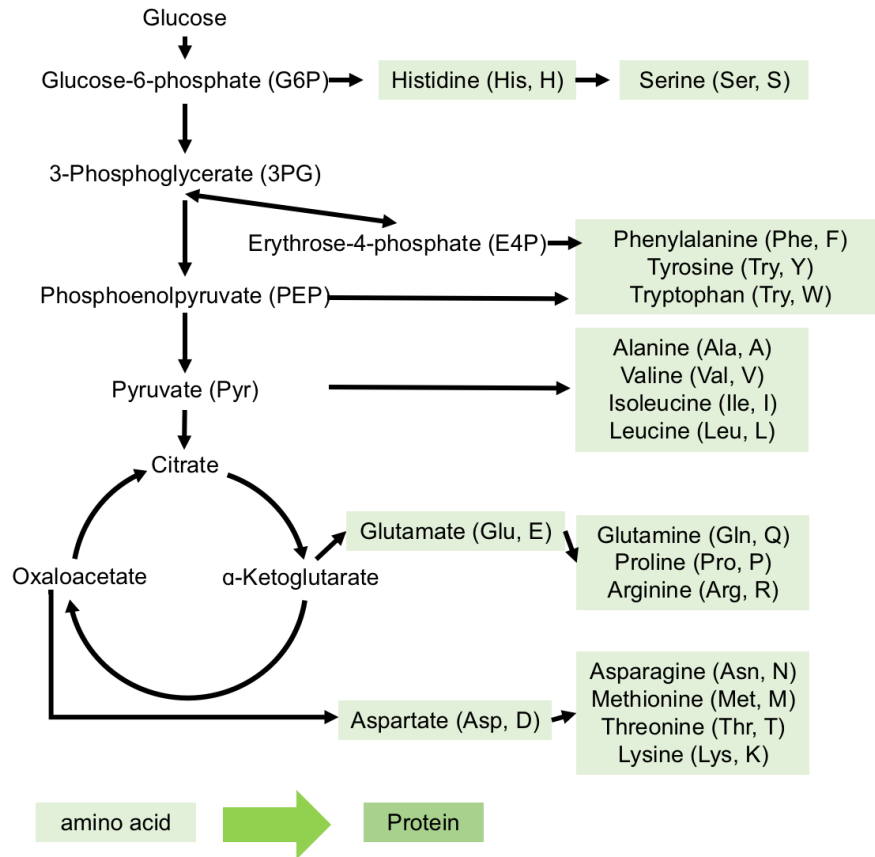 Glucose
Glucose-6-phosphate (G6P)
Histidine (His, H)
Serine (Ser, S)
3-Phosphoglycerate (3PG)
Erythrose-4-phosphate (E4P)
Phenylalanine (Phe, F)
Tyrosine (Try, Y)
Tryptophan (Try, W)
Phosphoenolpyruvate (PEP)
Alanine (Ala, A)
Valine (Val, V)
Isoleucine (Ile, I)
Leucine (Leu, L)
Pyruvate (Pyr)
Citrate
Glutamate (Glu, E)
Glutamine (Gln, Q)
Proline (Pro, P)
Arginine (Arg, R)
Oxaloacetate
α-Ketoglutarate
Aspartate (Asp, D)
Asparagine (Asn, N)
Methionine (Met, M)
Threonine (Thr, T)
Lysine (Lys, K)
amino acid
Protein